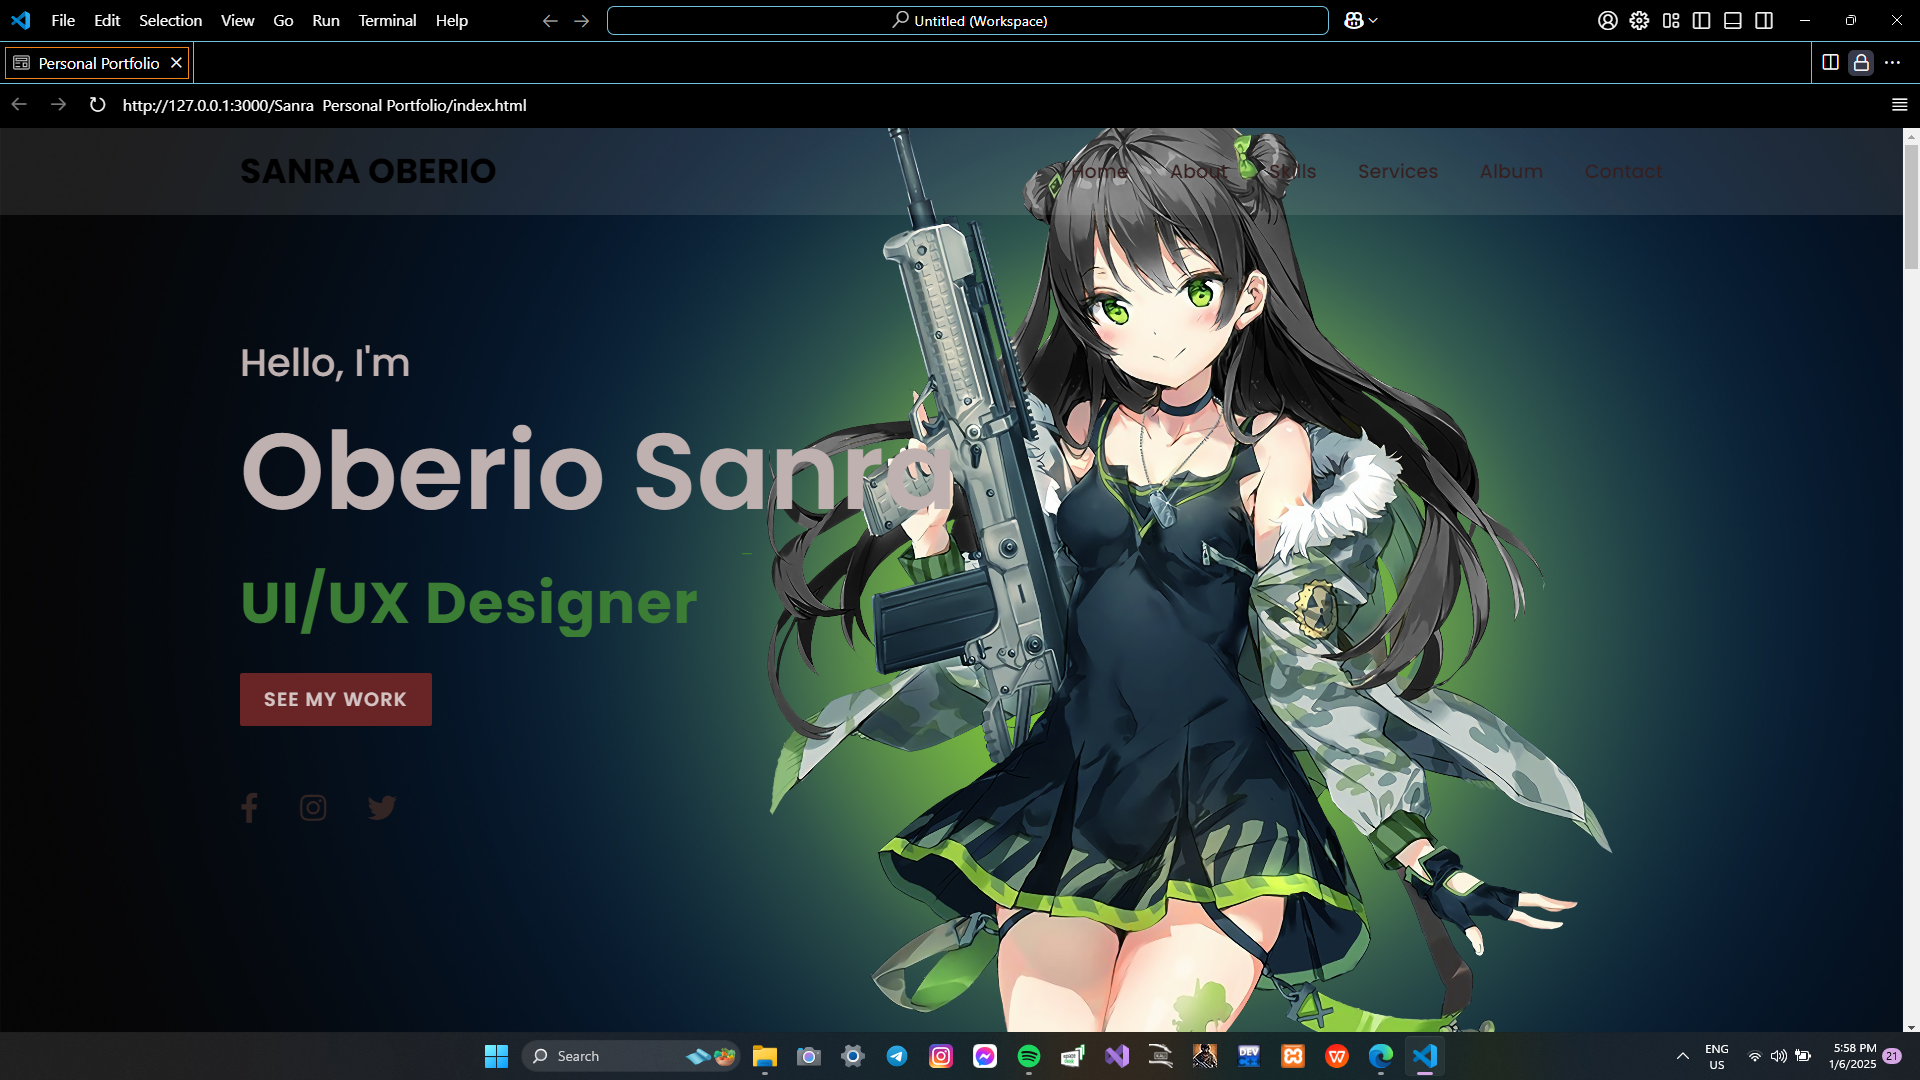 File Edit Selection View Go Run Terminal Help
Untitled (Workspace)
Personal Portfolio
http://127.0.0.1:3000/Sanra  Personal Portfolio/index.html
SANRA OBERIO
Home About Skills Services Album Contact
Hello, I'm
Oberio Sanra
UI/UX Designer
SEE MY WORK
Search
DEV
ENG
US
5:58 PM
1/6/2025
21